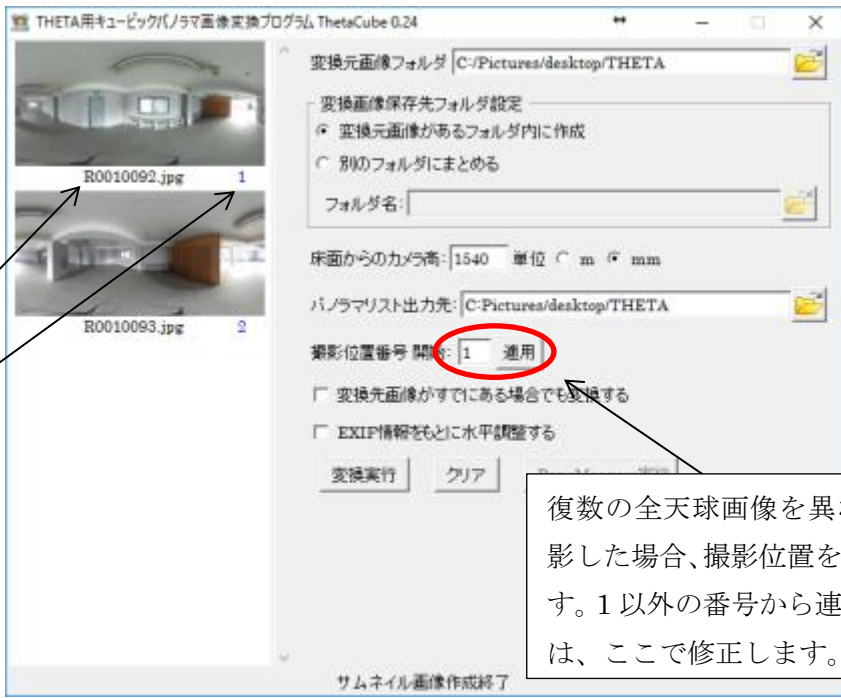 THETA用キュービックパノラマ画像変換プログラム ThetaCube 0.24
R0010092.jpg 1
R0010093.jpg 2
変換元画像フォルダ C:/Pictures/desktop/THETA
変換画像保存先フォルダ設定
変換元画像があるフォルダ内に作成
別のフォルダにまとめる
フォルダ名:
床面からのカメラ高: 1540 単位 m mm
パノラマリスト出力先: C:Pictures/desktop/THETA
撮影位置番号 開始: 1 適用
変換先画像がすでにある場合でも変換する
EXIF情報をもとに水平調整する
変換実行 クリア
復数の全天球画像を異
影した場合、撮影位置を
す。1以外の番号から連
は、ここで修正します。
サムネイル画像作成終了